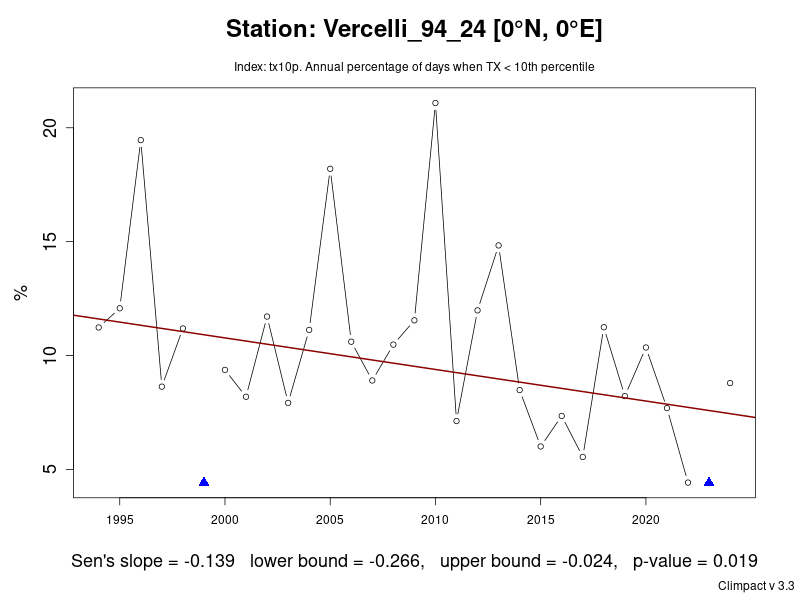 Station: Vercelli_94_24 [0°N, 0°E]
Index: tx10p. Annual percentage of days when TX < 10th percentile
20
15
%
10
5
1995 2000 2005 2010 2015 2020
Sen's slope = -0.139 lower bound = -0.266, upper bound = -0.024, p-value = 0.019
Climpact v 3.3